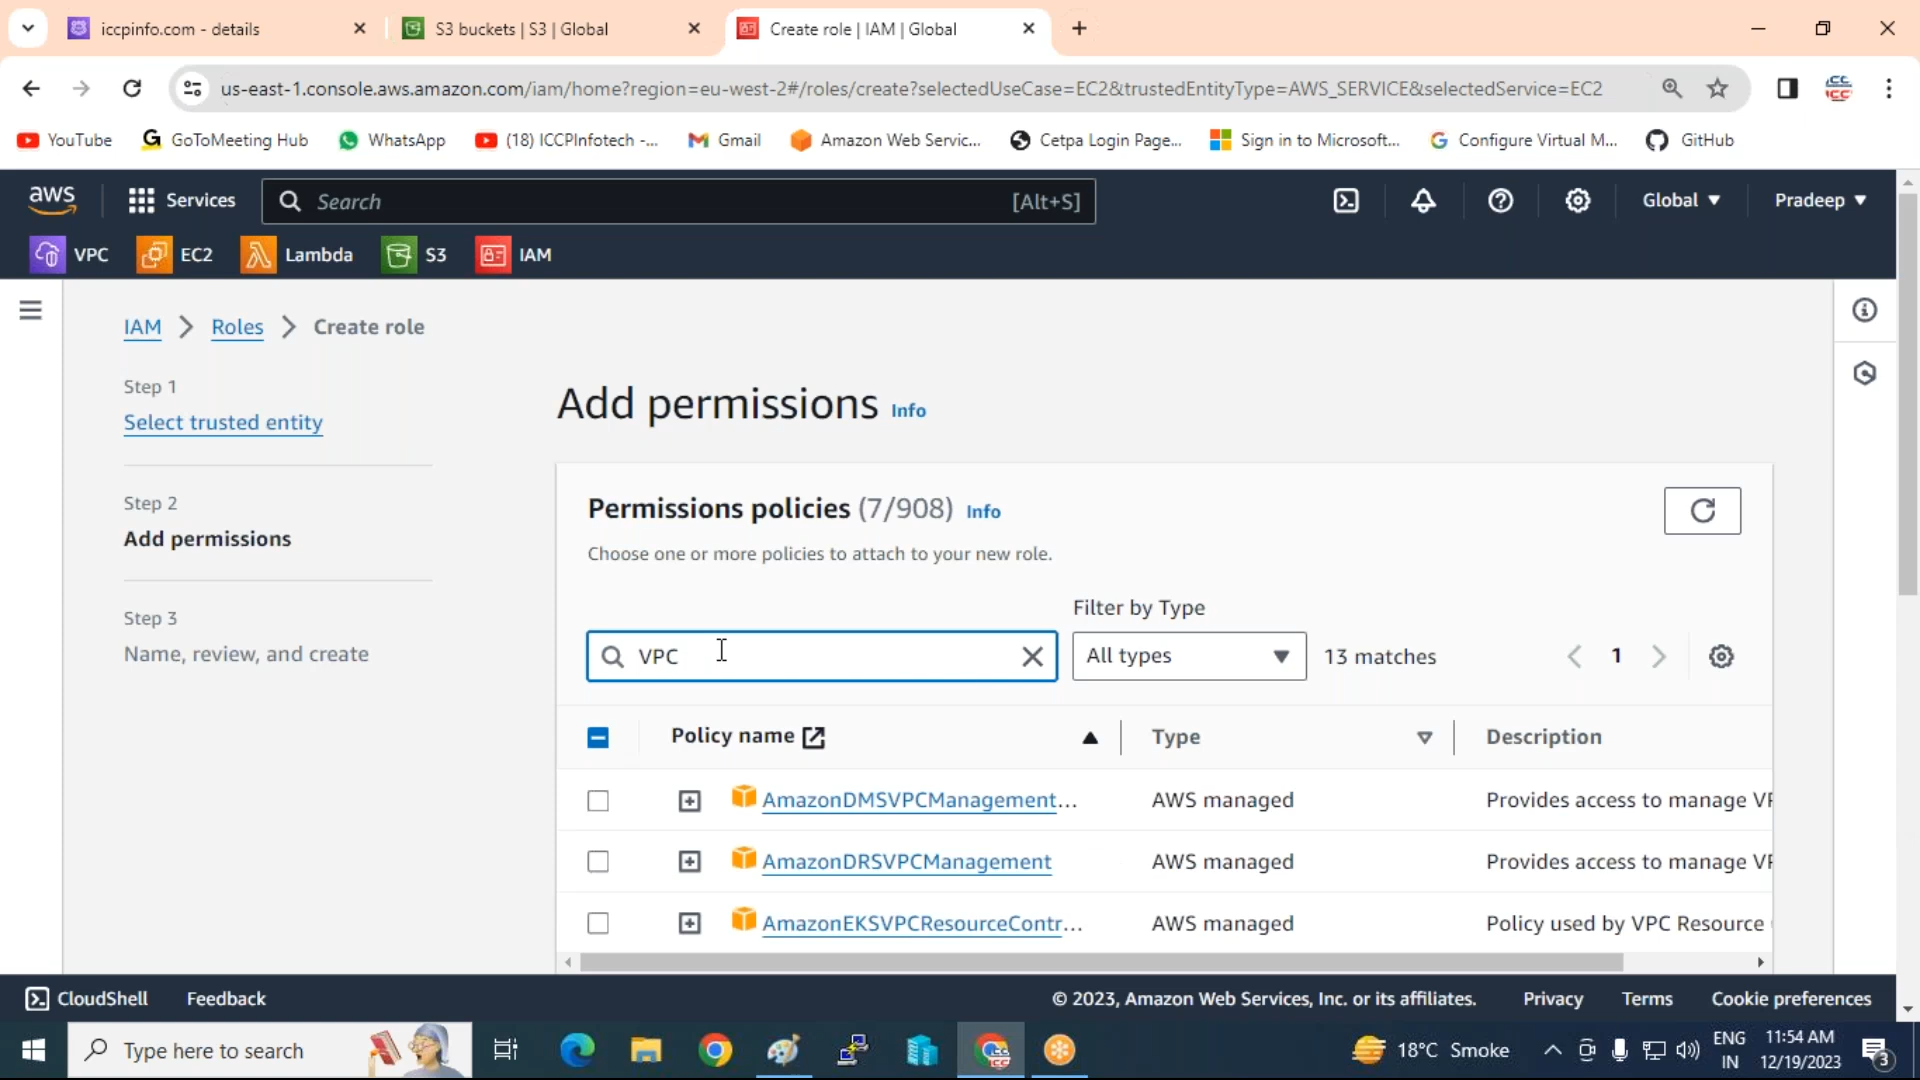 iccpinfo.com - details
S3 buckets | S3 | Global
Create role | IAM | Global
us-east-1.console.aws.amazon.com/iam/home?region=eu-west-2#/roles/create?selectedUseCase=EC2&trustedEntityType=AWS_SERVICE&selectedService=EC2
YouTube
GoToMeeting Hub
WhatsApp
(18) ICCPInfotech -...
Gmail
Amazon Web Servic...
Cetpa Login Page...
Sign in to Microsoft...
Configure Virtual M...
GitHub
aws
Services
Search
[Alt+S]
Global
Pradeep
VPC
EC2
Lambda
S3
IAM
IAM
Roles
Create role
Step 1
Select trusted entity
Step 2
Add permissions
Step 3
Name, review, and create
Add permissions Info
Permissions policies (7/908) Info
Choose one or more policies to attach to your new role.
Filter by Type
VPC
All types
13 matches
1
Policy name
Type
Description
AmazonDMSVPCManagement...
AWS managed
Provides access to manage VP
AmazonDRSVPCManagement
AWS managed
Provides access to manage VP
AmazonEKSVPCResourceContr...
AWS managed
Policy used by VPC Resource
CloudShell
Feedback
© 2023, Amazon Web Services, Inc. or its affiliates.
Privacy
Terms
Cookie preferences
Type here to search
18°C Smoke
ENG
IN
11:54 AM
12/19/2023
3